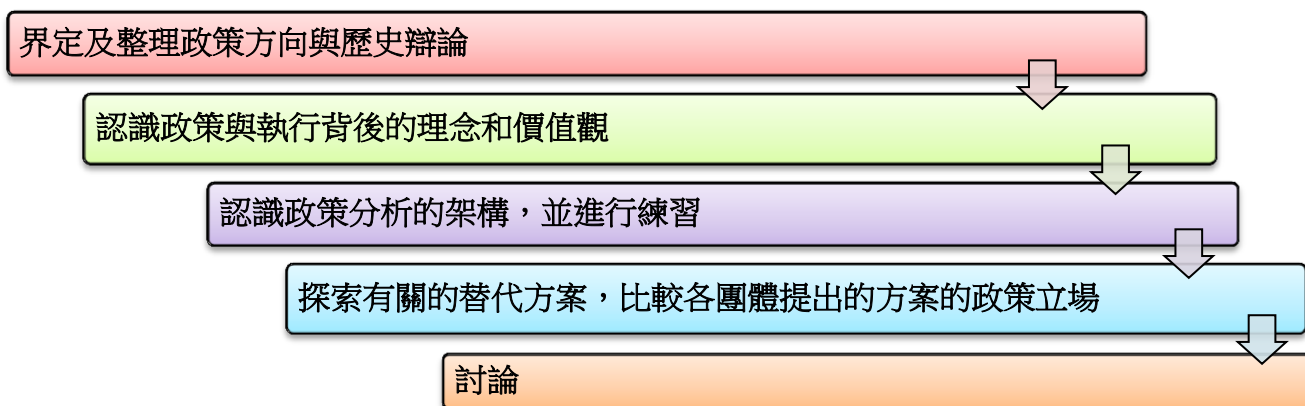 界定及整理政策方向與歷史辯論
認識政策與執行背後的理念和價值觀
認識政策分析的架構，並進行練習
探索有關的替代方案，比較各團體提出的方案的政策立場
討論